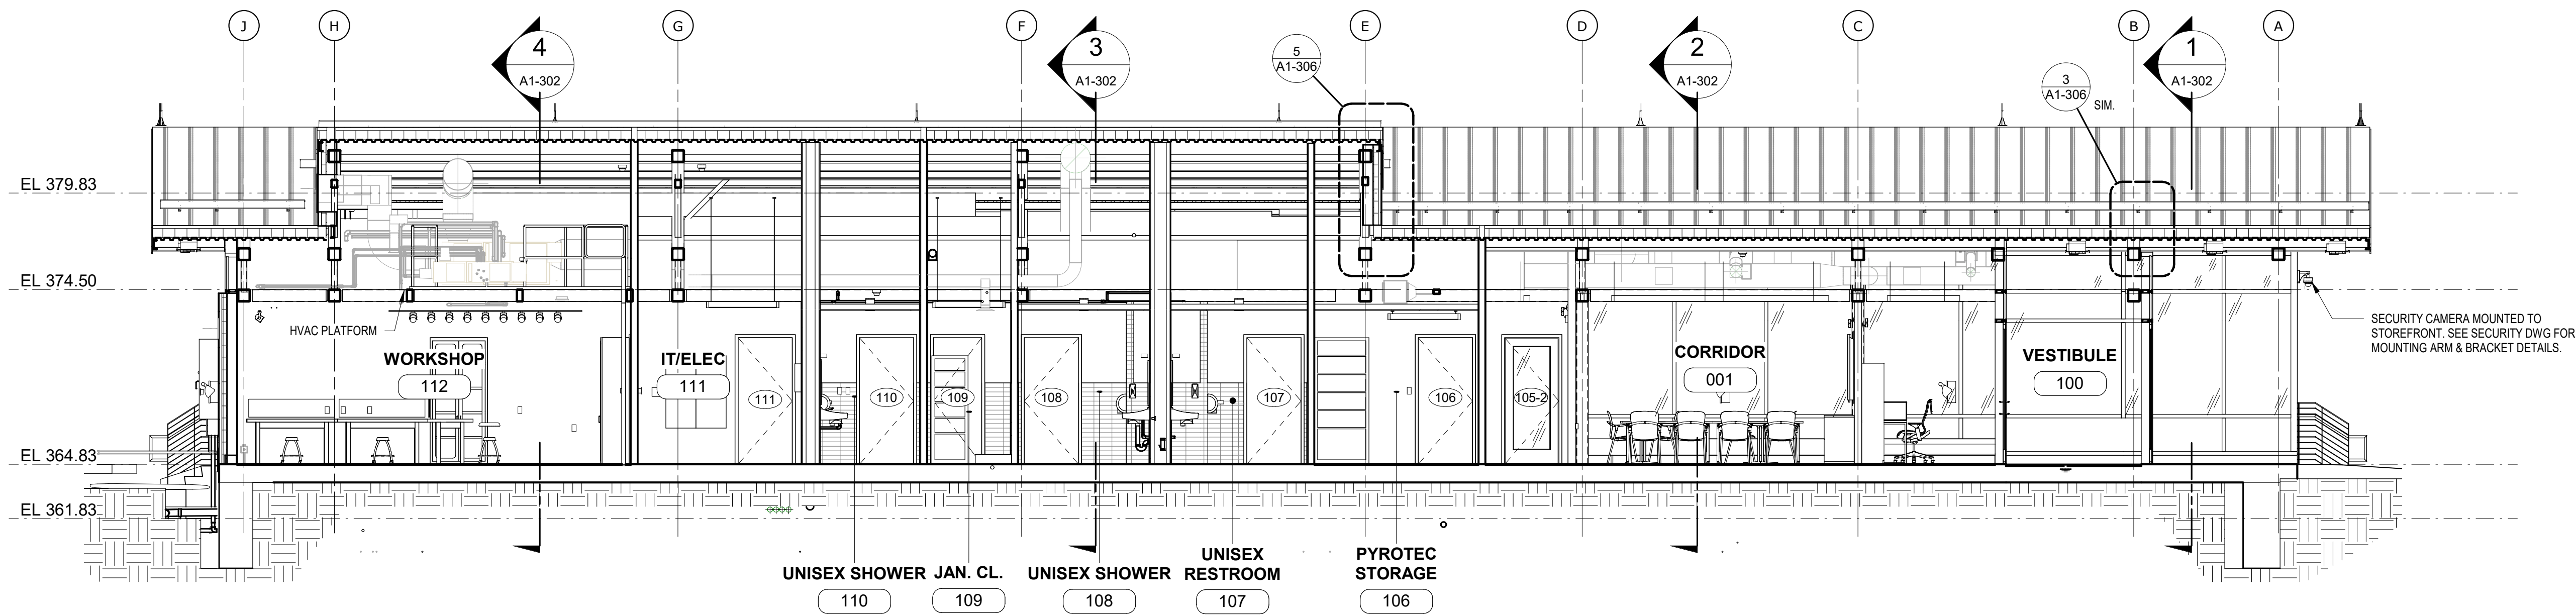 J
H
G
F
E
D
C
B
A
4
A1-302
3
A1-302
5
A1-306
2
A1-302
3
A1-306
SIM.
1
A1-302
EL 379.83
EL 374.50
EL 364.83
EL 361.83
HVAC PLATFORM
WORKSHOP
112
IT/ELEC
111
111
110
109
108
107
106
105-2
CORRIDOR
001
VESTIBULE
100
SECURITY CAMERA MOUNTED TO
STOREFRONT. SEE SECURITY DWG FOR
MOUNTING ARM & BRACKET DETAILS.
UNISEX SHOWER
110
JAN. CL.
109
UNISEX SHOWER
108
UNISEX
RESTROOM
107
PYROTEC
STORAGE
106